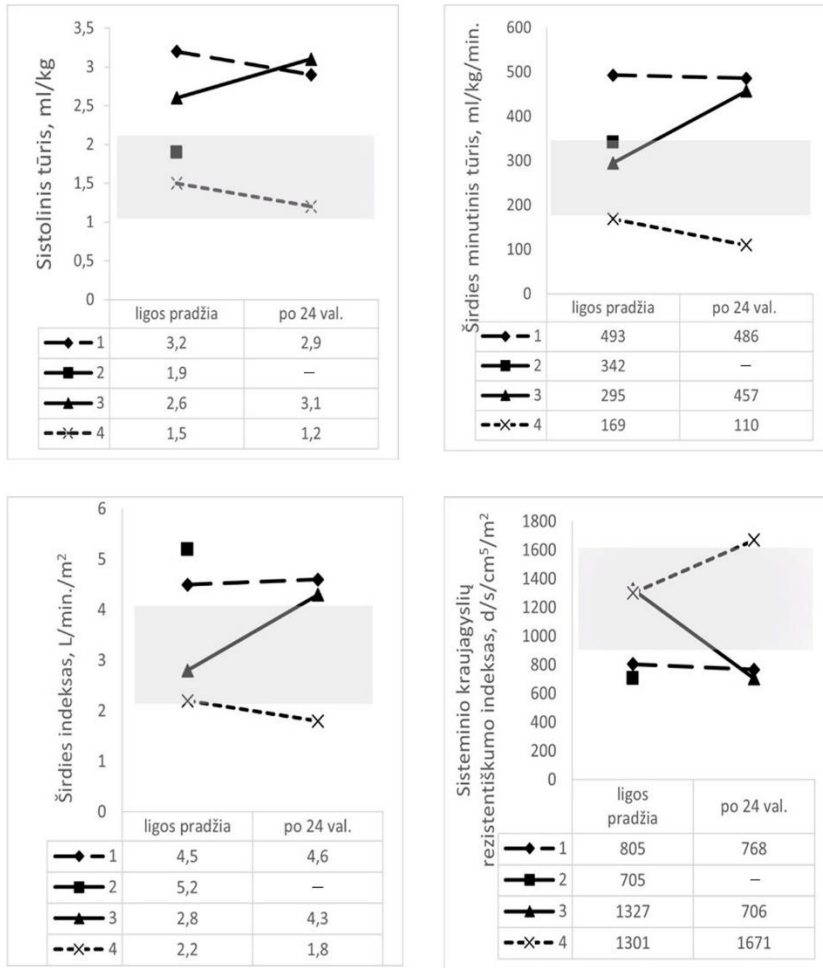 Sistolinis tūris, ml/kg
3,5
3
2,5
2
1,5
1
0,5
0
ligos pradžia po 24 val.
1 3,2 2,9
2 1,9 –
3 2,6 3,1
4 1,5 1,2
Širdies minutinis tūris, ml/kg/min.
600
500
400
300
200
100
0
ligos pradžia po 24 val.
1 493 486
2 342 –
3 295 457
4 169 110
Širdies indeksas, L/min./m²
6
5
4
3
2
1
0
ligos pradžia po 24 val.
1 4,5 4,6
2 5,2 –
3 2,8 4,3
4 2,2 1,8
Sisteminio kraujagyslių
rezistentiškumo indeksas, d/s/cm⁵/m²
1800
1600
1400
1200
1000
800
600
400
200
0
ligos
pradžia
po 24 val.
1 805 768
2 705 –
3 1327 706
4 1301 1671